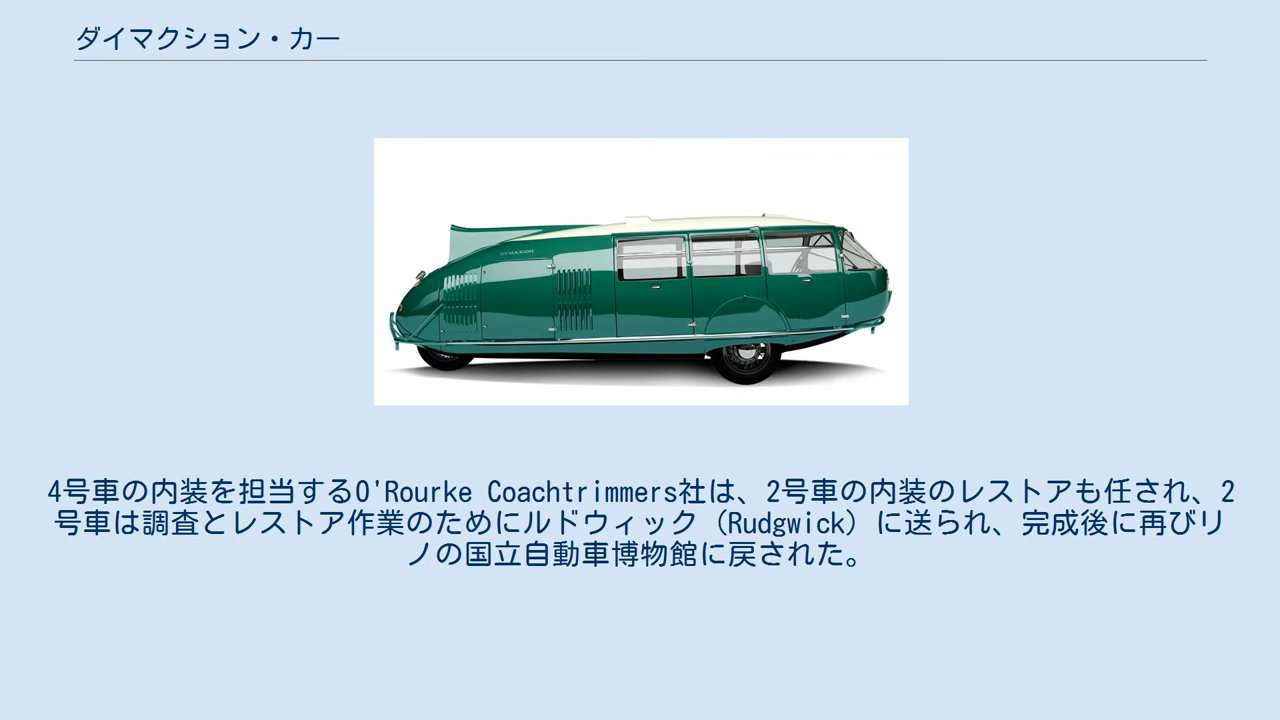 ダイマクション・カー
DYMAXION
4号車の内装を担当するO'Rourke Coachtrimmers社は、2号車の内装のレストアも任され、2
号車は調査とレストア作業のためにルドウィック（Rudgwick）に送られ、完成後に再びリ
ノの国立自動車博物館に戻された。